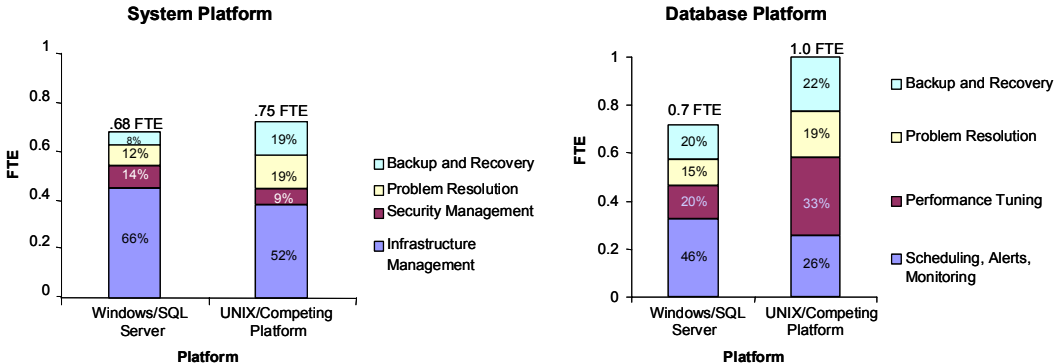 System Platform
FTE
1
0.8
0.6
0.4
0.2
0
.68 FTE
8%
12%
14%
66%
.75 FTE
19%
19%
9%
52%
Windows/SQL
Server
UNIX/Competing
Platform
Platform
Backup and Recovery
Problem Resolution
Security Management
Infrastructure
Management
Database Platform
FTE
1
0.8
0.6
0.4
0.2
0
0.7 FTE
20%
15%
20%
46%
1.0 FTE
22%
19%
33%
26%
Windows/SQL
Server
UNIX/Competing
Platform
Platform
Backup and Recovery
Problem Resolution
Performance Tuning
Scheduling, Alerts,
Monitoring